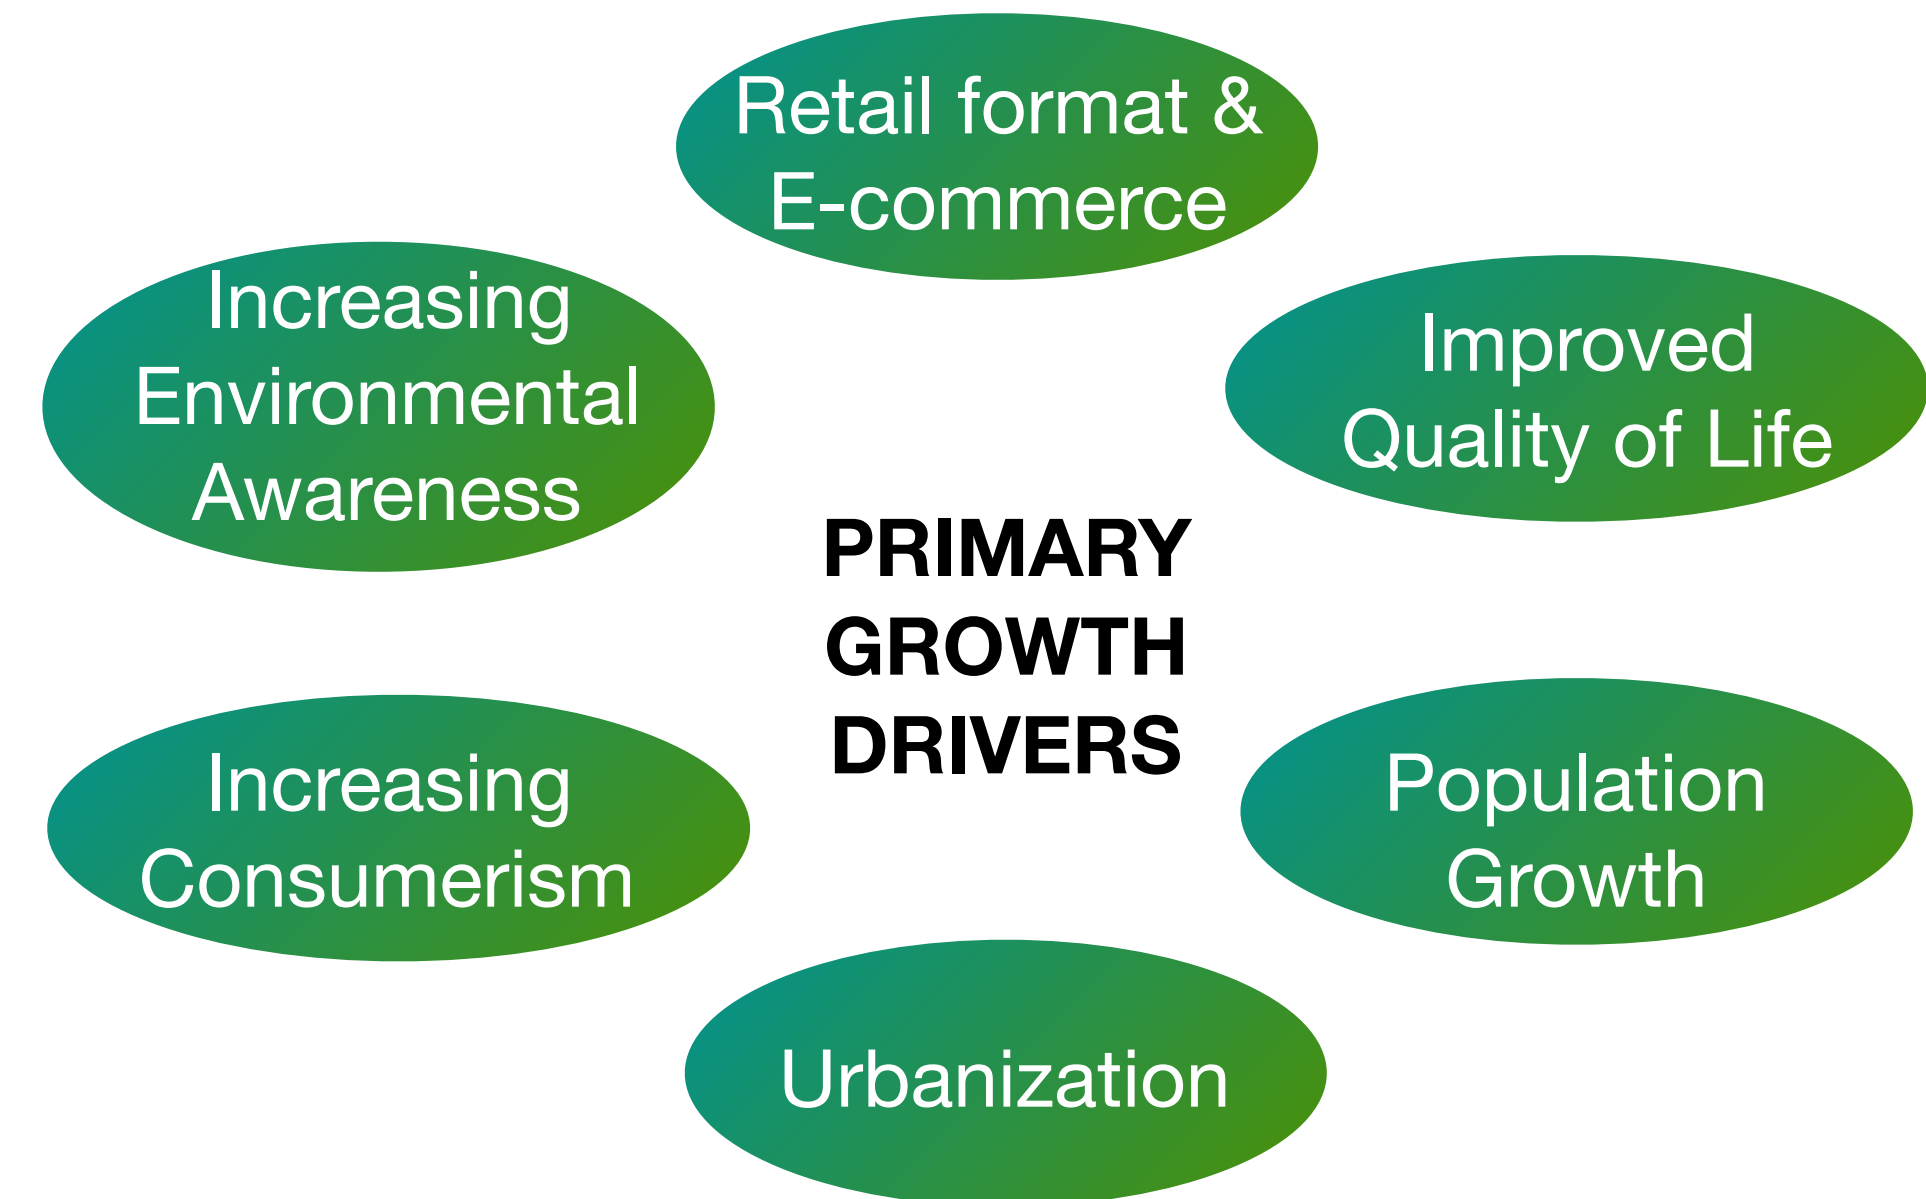 Retail format &
E-commerce
Increasing
Environmental
Awareness
Improved
Quality of Life
PRIMARY
GROWTH
DRIVERS
Increasing
Consumerism
Population
Growth
Urbanization